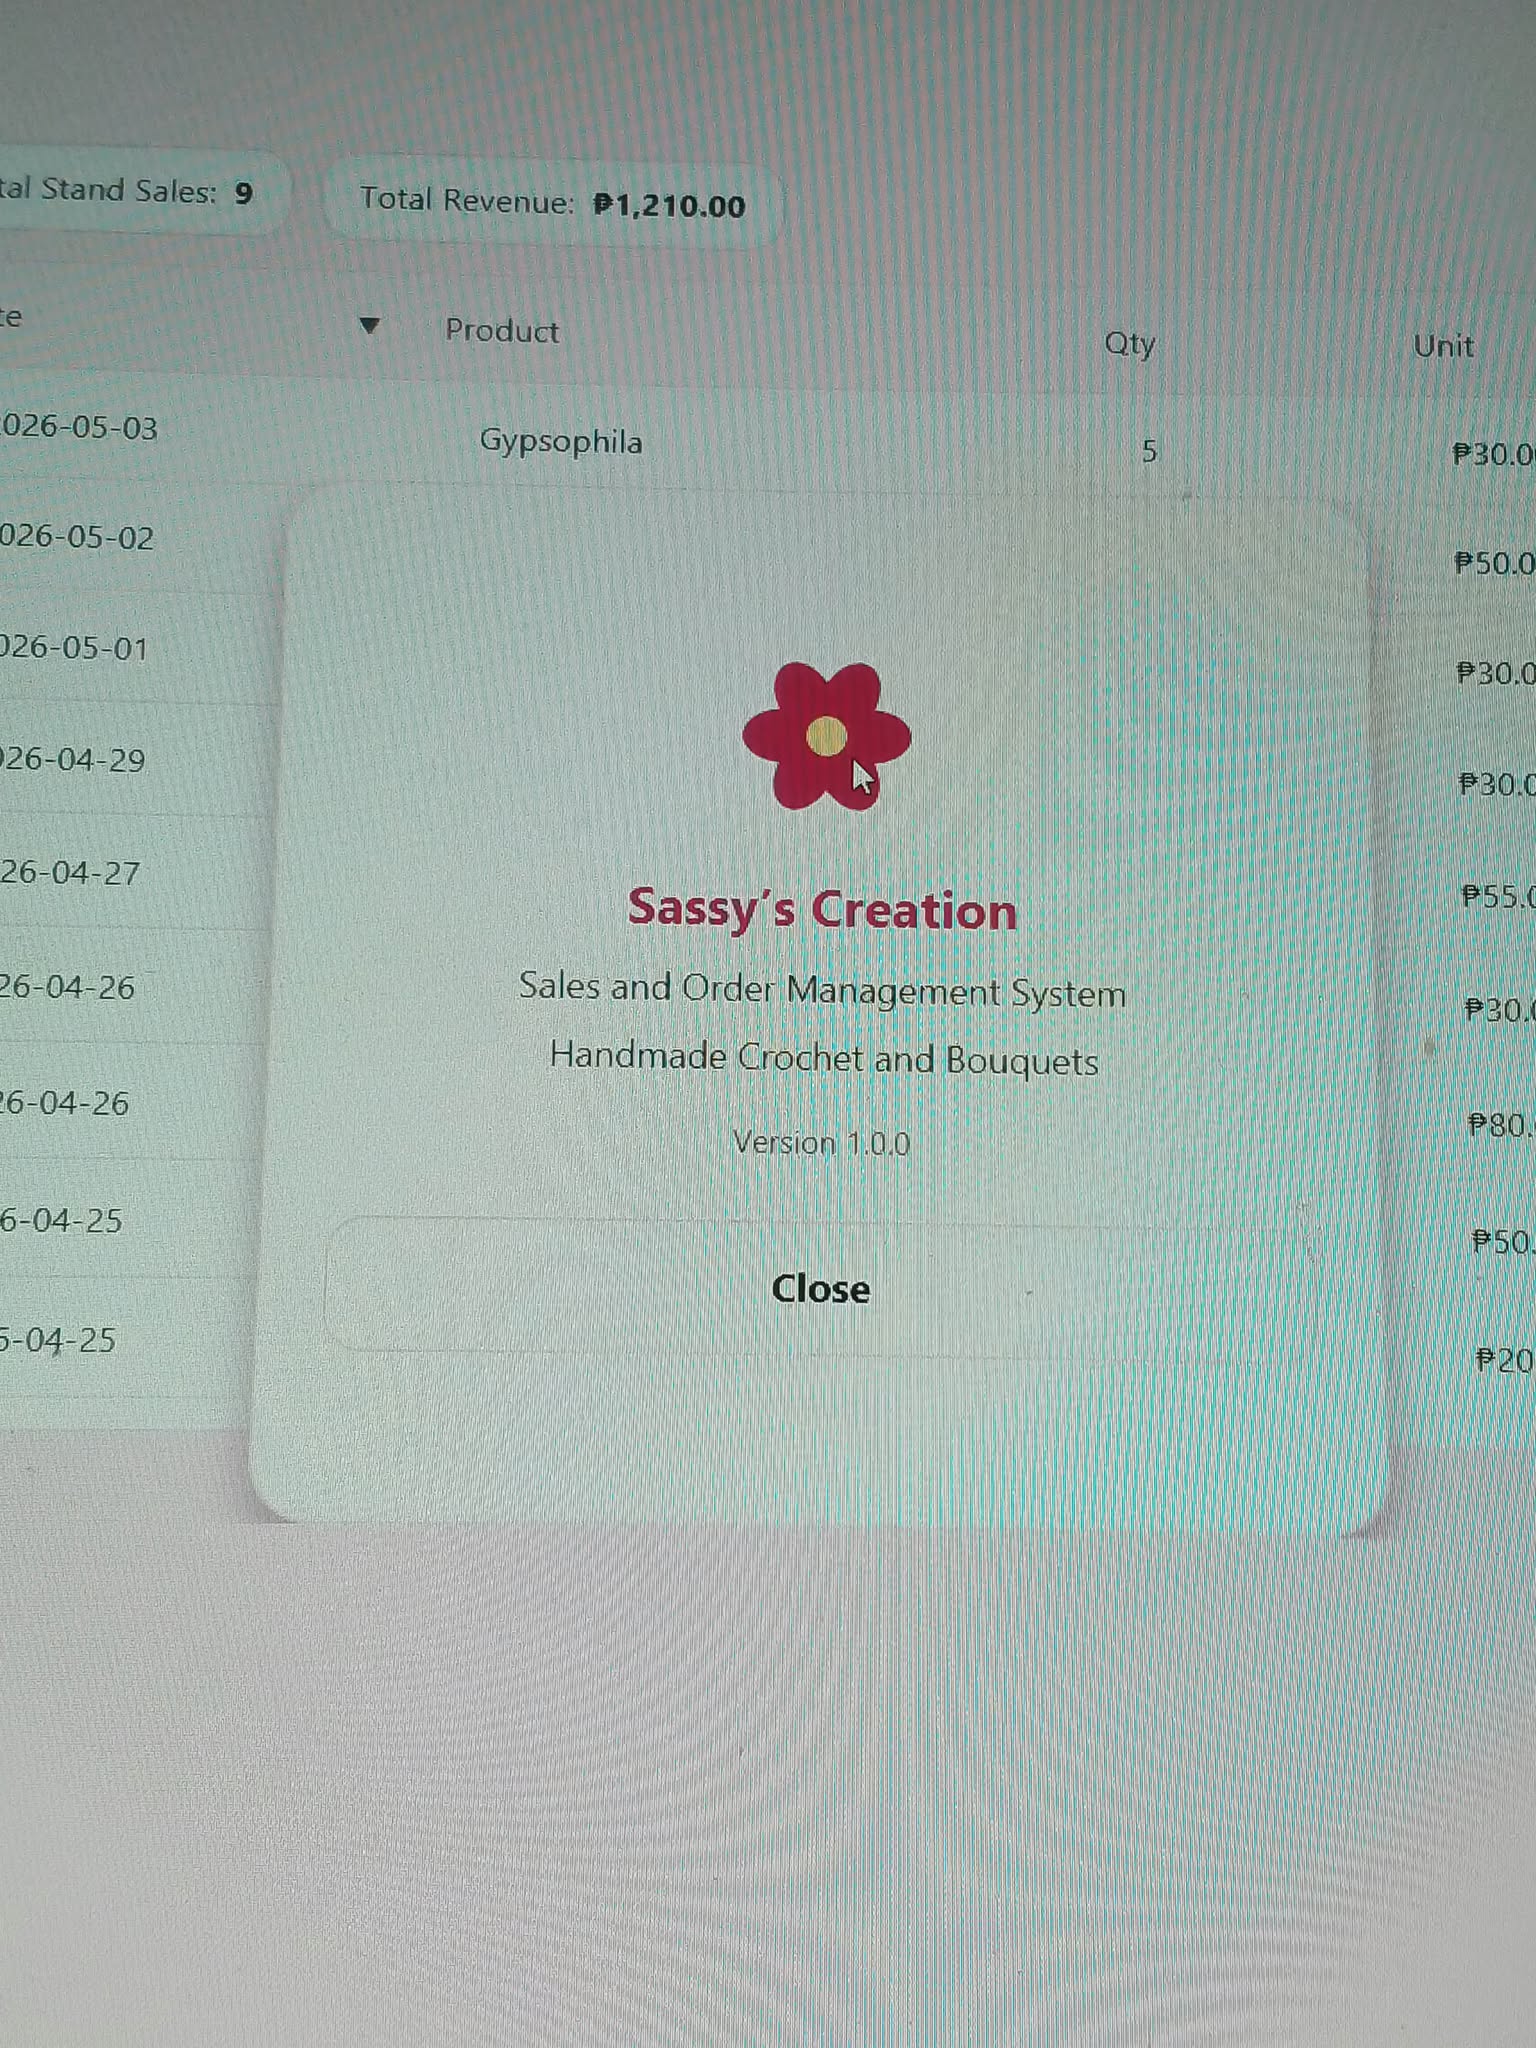 tal Stand Sales: 9 Total Revenue: ₱1,210.00
te ▼ Product Qty Unit
026-05-03 Gypsophila 5 ₱30.0
026-05-02 ₱50.0
026-05-01 ₱30.0
026-04-29 ₱30.0
26-04-27 ₱55.0
Sassy's Creation
26-04-26 Sales and Order Management System ₱30.0
Handmade Crochet and Bouquets
26-04-26 Version 1.0.0 ₱80.
6-04-25 ₱50.
Close
5-04-25 ₱20